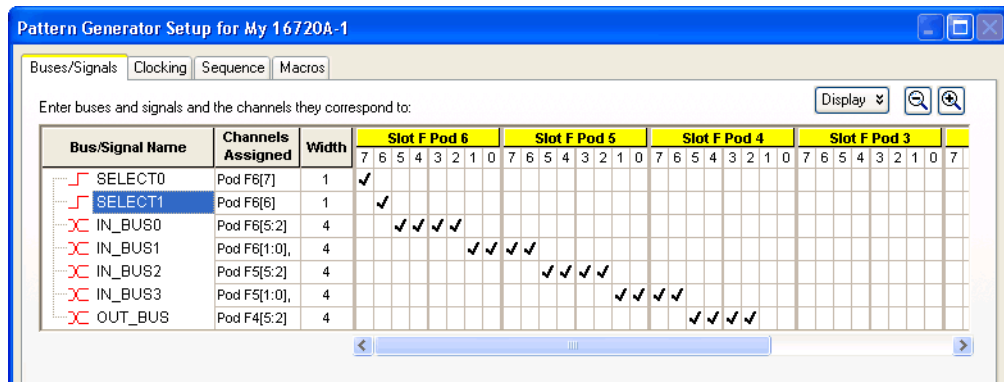 Pattern Generator Setup for My 16720A-1
Buses/Signals Clocking Sequence Macros
Enter buses and signals and the channels they correspond to:
Display
Bus/Signal Name Channels Assigned Width Slot F Pod 6 Slot F Pod 5 Slot F Pod 4 Slot F Pod 3
7 6 5 4 3 2 1 0 7 6 5 4 3 2 1 0 7 6 5 4 3 2 1 0 7 6 5 4 3 2 1 0 7
SELECT0 Pod F6[7] 1
SELECT1 Pod F6[6] 1
IN_BUS0 Pod F6[5:2] 4
IN_BUS1 Pod F6[1:0], 4
IN_BUS2 Pod F5[5:2] 4
IN_BUS3 Pod F5[1:0], 4
OUT_BUS Pod F4[5:2] 4